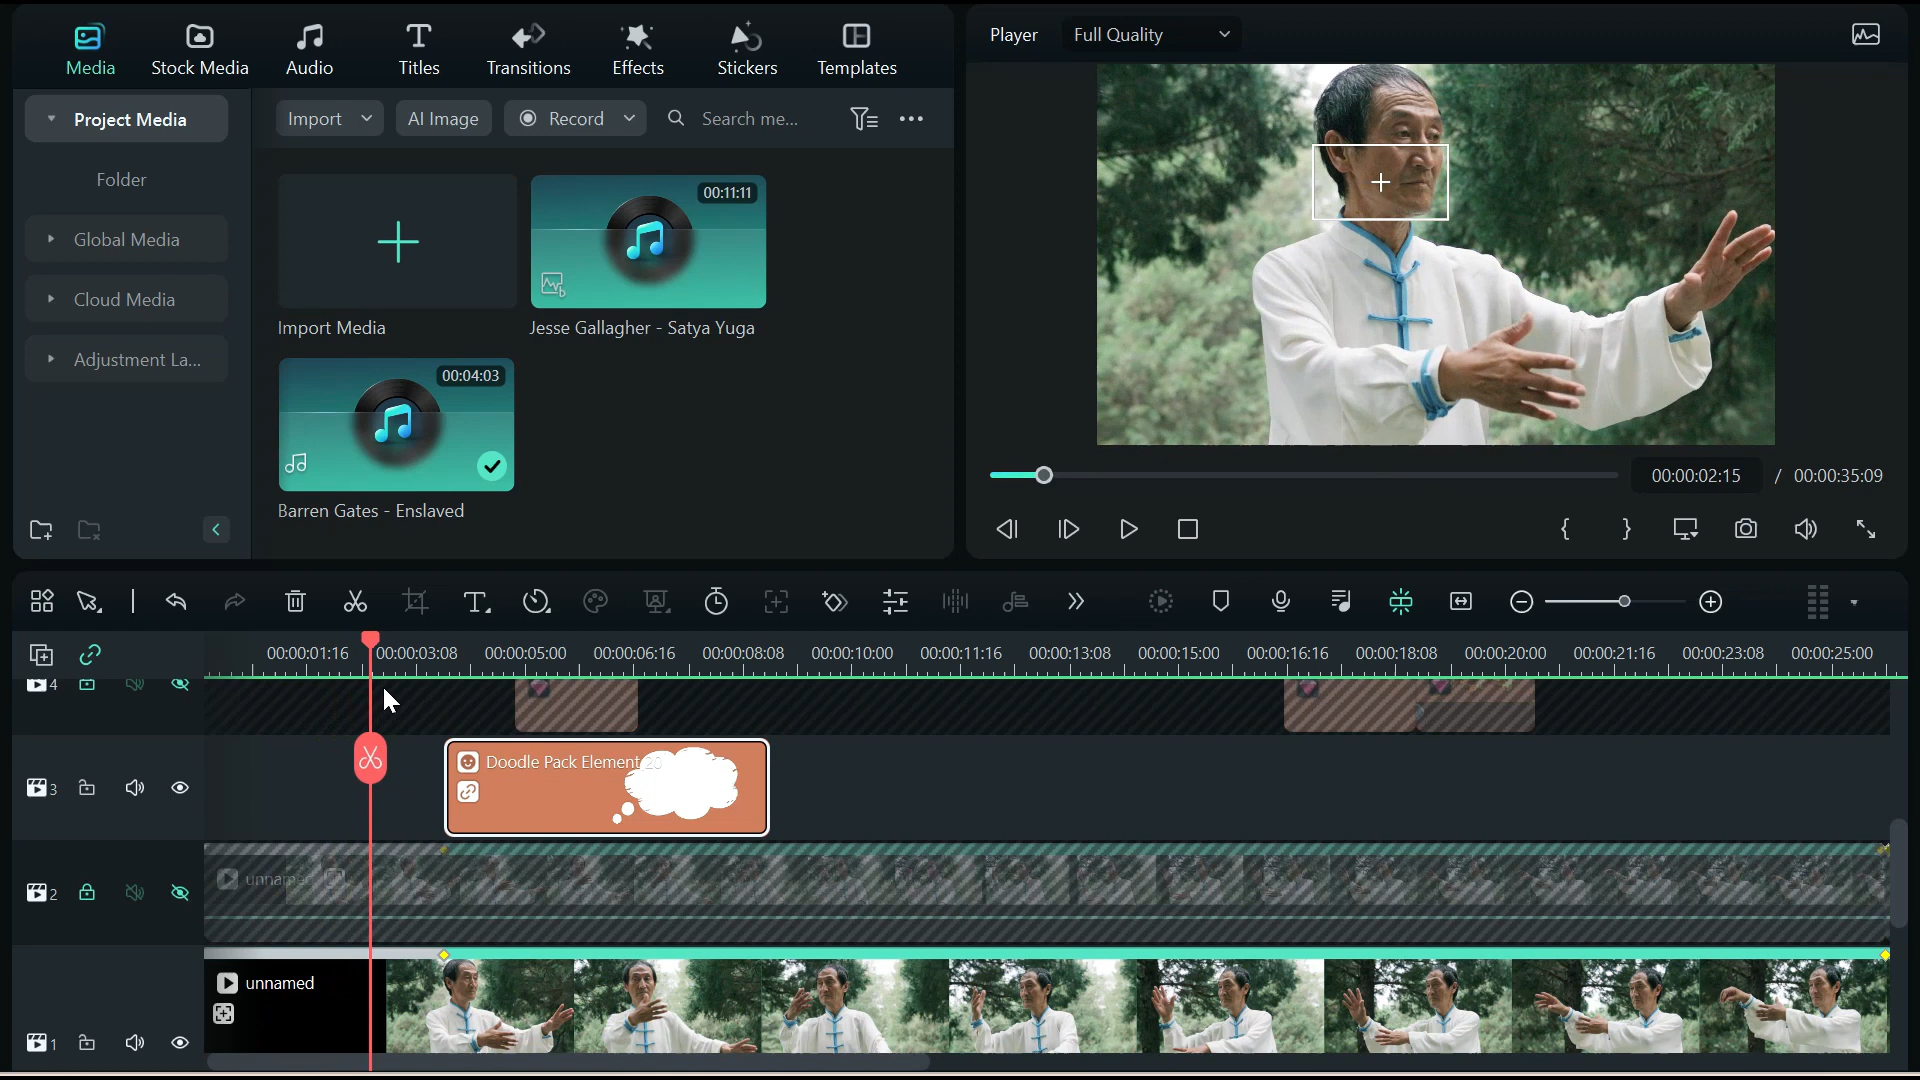 Media
Stock Media
Audio
Titles
Transitions
Effects
Stickers
Templates
Player
Full Quality
Project Media
Import
AI Image
Record
Search me...
Folder
Global Media
Cloud Media
Adjustment La...
00:11:11
Import Media
Jesse Gallagher - Satya Yuga
00:04:03
Barren Gates - Enslaved
00:00:02:15 / 00:00:35:09
00:00:01:16
00:00:03:08
00:00:05:00
00:00:06:16
00:00:08:08
00:00:10:00
00:00:11:16
00:00:13:08
00:00:15:00
00:00:16:16
00:00:18:08
00:00:20:00
00:00:21:16
00:00:23:08
00:00:25:00
4
Doodle Pack Element 20
3
2
unnamed
1